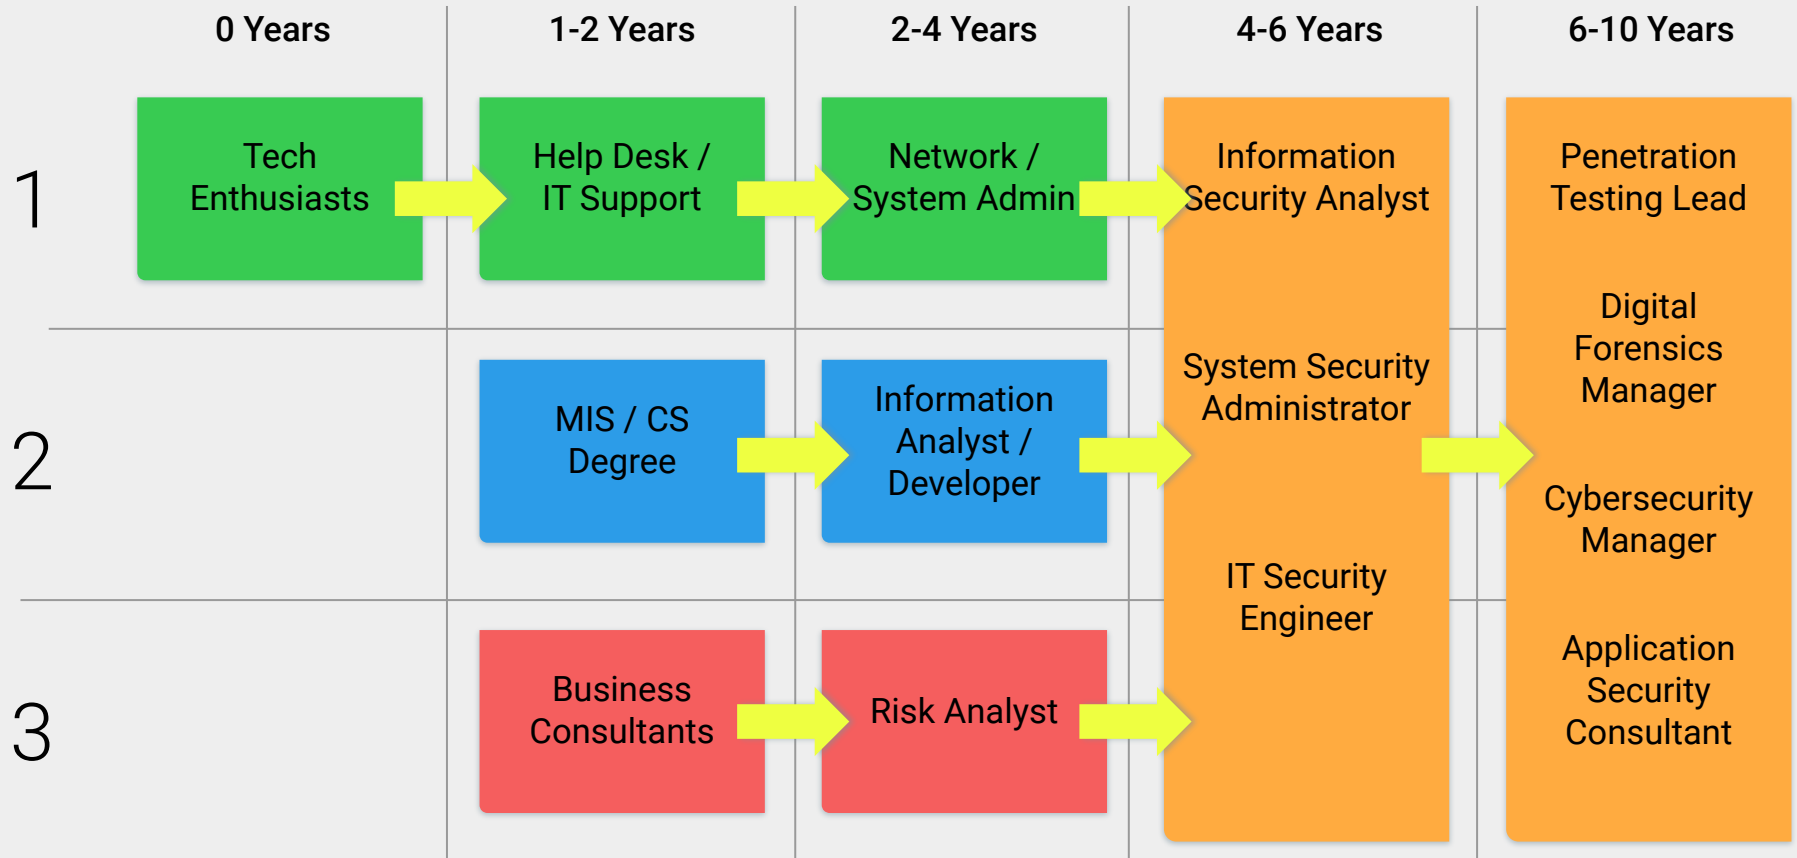 0 Years
1-2 Years
2-4 Years
4-6 Years
6-10 Years
1
Tech
Enthusiasts
Help Desk /
IT Support
Network /
System Admin
Information
Security Analyst
Penetration
Testing Lead
Digital
Forensics
Manager
2
MIS / CS
Degree
Information
Analyst /
Developer
System Security
Administrator
Cybersecurity
Manager
IT Security
Engineer
3
Business
Consultants
Risk Analyst
Application
Security
Consultant